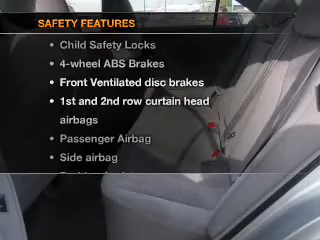 SAFETY FEATURES
• Child Safety Locks
• 4-wheel ABS Brakes
• Front Ventilated disc brakes
• 1st and 2nd row curtain head
airbags
• Passenger Airbag
• Side airbag